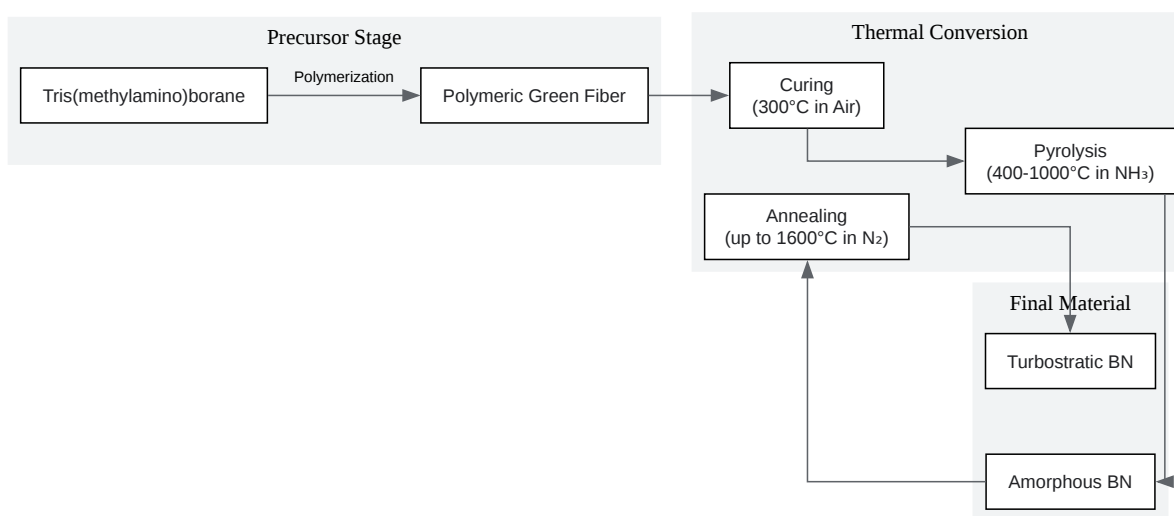 Precursor Stage
Tris(methylamino)borane
Polymerization
Polymeric Green Fiber
Thermal Conversion
Curing
(300°C in Air)
Pyrolysis
(400-1000°C in NH₃)
Annealing
(up to 1600°C in N₂)
Final Material
Turbostratic BN
Amorphous BN